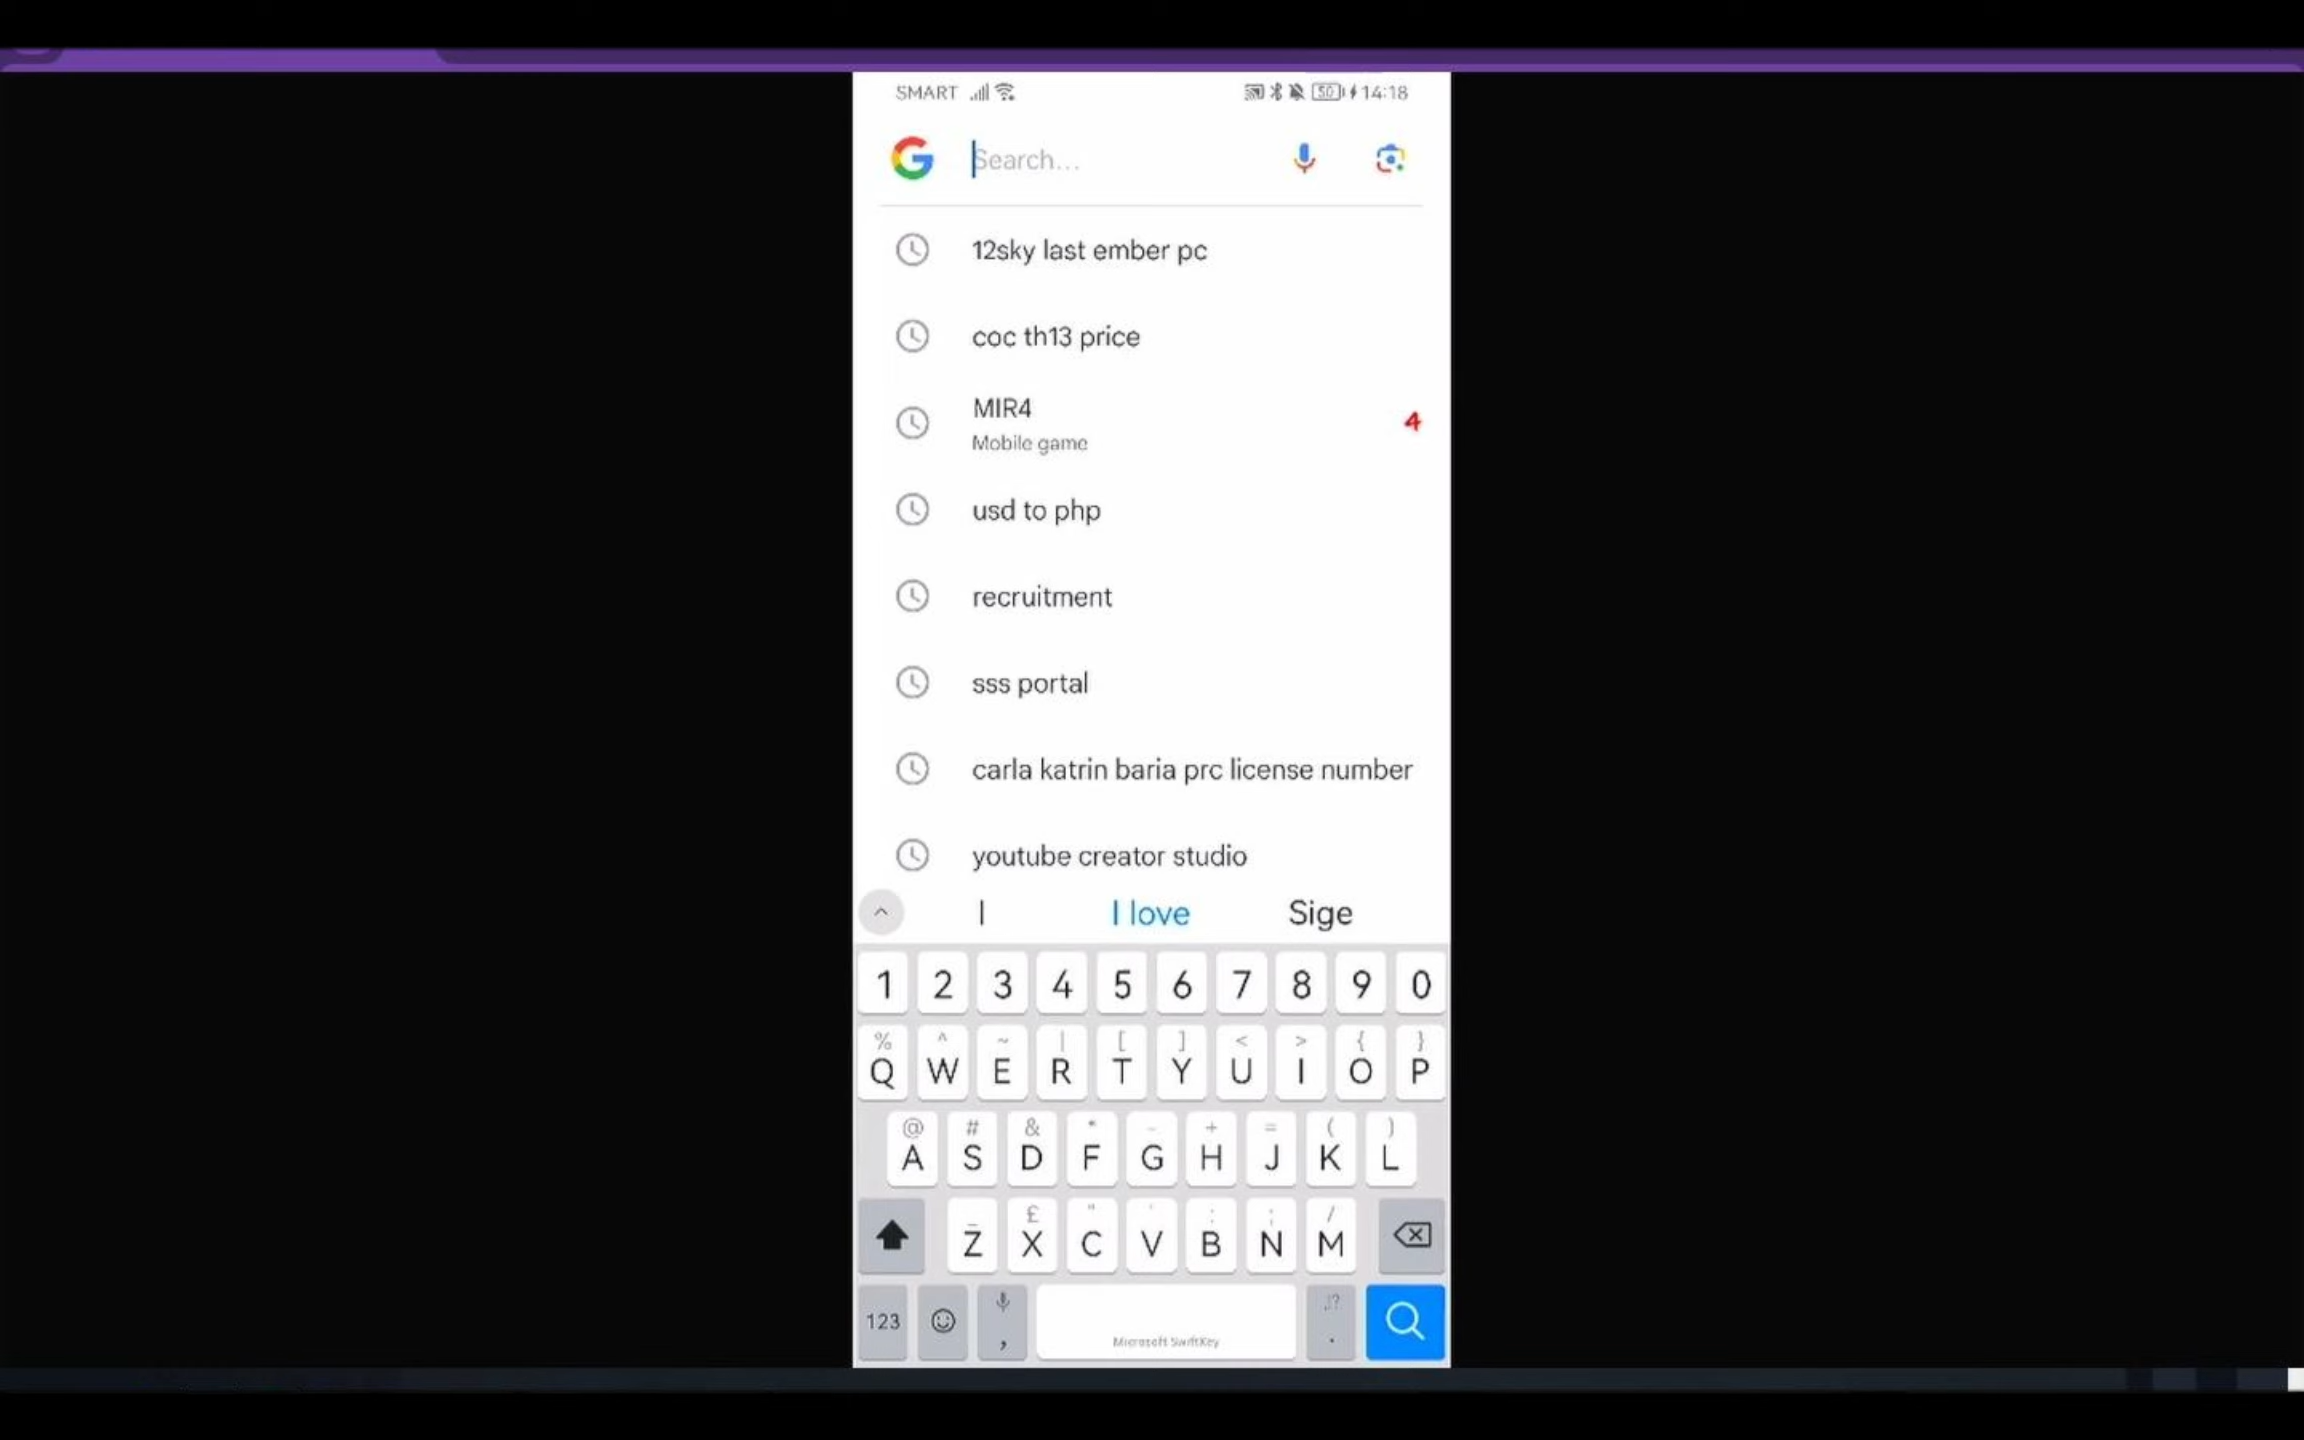 SMART 50 14:18
Search...
12sky last ember pc
coc th13 price
MIR4
Mobile game
4
usd to php
recruitment
sss portal
carla katrin baria prc license number
youtube creator studio
I I love Sige
1 2 3 4 5 6 7 8 9 0
% ^ ~ | [ ] < > { }
Q W E R T Y U I O P
@ # & * - + = ( )
A S D F G H J K L
_ £ " ' : ; /
Z X C V B N M
123 , .
!?
Microsoft SwiftKey